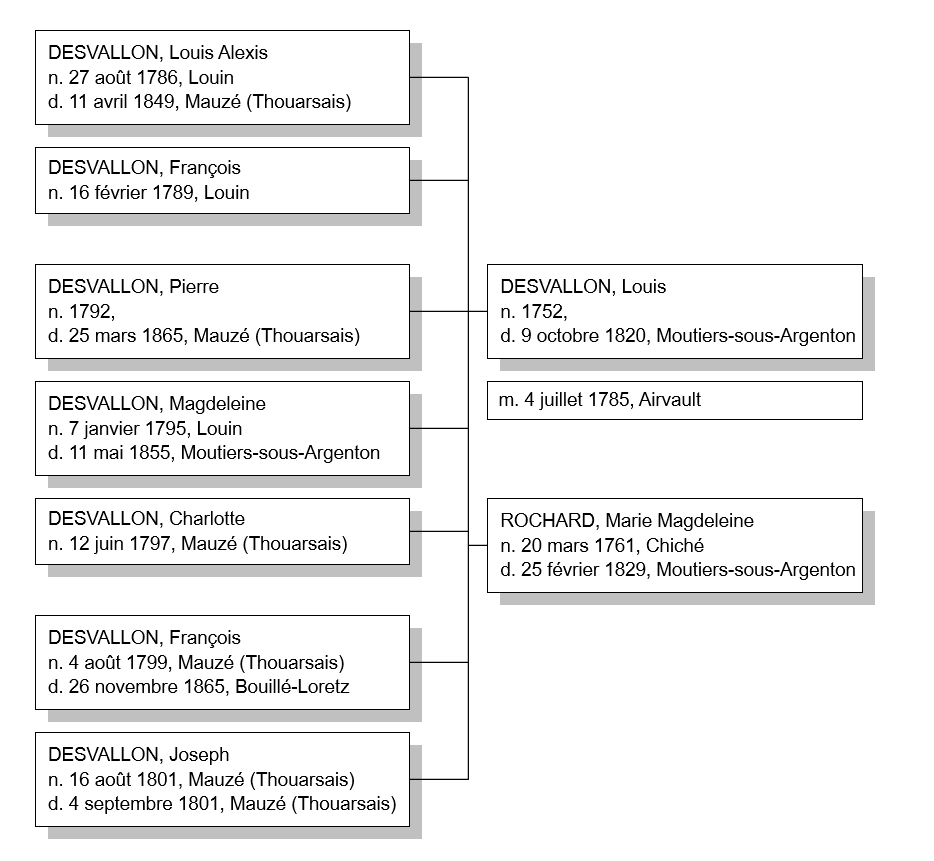 DESVALLON, Louis Alexis
n. 27 août 1786, Louin
d. 11 avril 1849, Mauzé (Thouarsais)
DESVALLON, François
n. 16 février 1789, Louin
DESVALLON, Pierre
n. 1792,
d. 25 mars 1865, Mauzé (Thouarsais)
DESVALLON, Magdeleine
n. 7 janvier 1795, Louin
d. 11 mai 1855, Moutiers-sous-Argenton
DESVALLON, Charlotte
n. 12 juin 1797, Mauzé (Thouarsais)
DESVALLON, François
n. 4 août 1799, Mauzé (Thouarsais)
d. 26 novembre 1865, Bouillé-Loretz
DESVALLON, Joseph
n. 16 août 1801, Mauzé (Thouarsais)
d. 4 septembre 1801, Mauzé (Thouarsais)
DESVALLON, Louis
n. 1752,
d. 9 octobre 1820, Moutiers-sous-Argenton
m. 4 juillet 1785, Airvault
ROCHARD, Marie Magdeleine
n. 20 mars 1761, Chiché
d. 25 février 1829, Moutiers-sous-Argenton